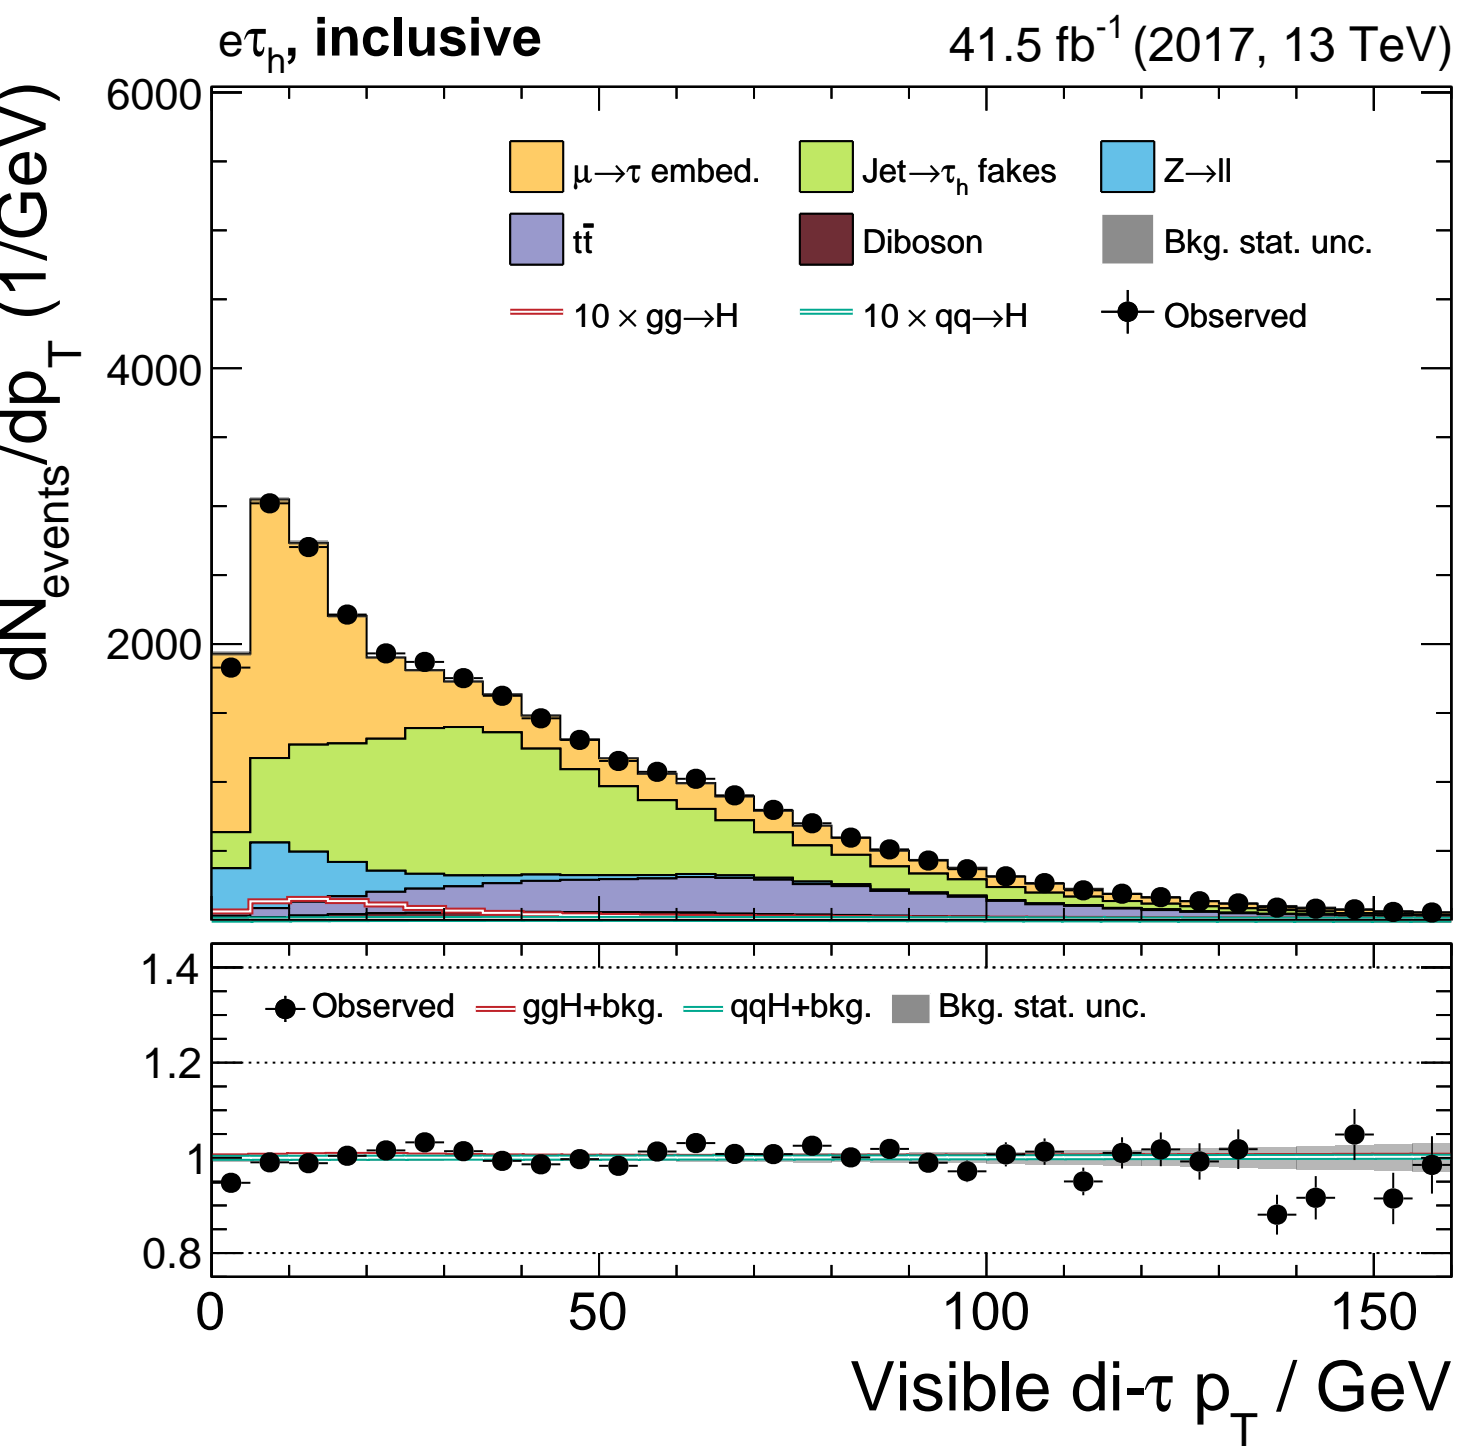 eτh, inclusive 41.5 fb-1 (2017, 13 TeV)
dNevents/dpT (1/GeV)
6000
4000
2000
μ→τ embed. Jet→τh fakes Z→ll
tt̄ Diboson Bkg. stat. unc.
10 × gg→H 10 × qq→H Observed
1.4
1.2
1
0.8
Observed ggH+bkg. qqH+bkg. Bkg. stat. unc.
0 50 100 150
Visible di-τ pT / GeV